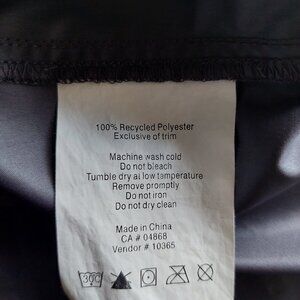 100% Recycled Polyester
Exclusive of trim
Machine wash cold
Do not bleach
Tumble dry at low temperature
Remove promptly
Do not iron
Do not dry clean
Made in China
CA # 04868
Vendor # 10365
30C